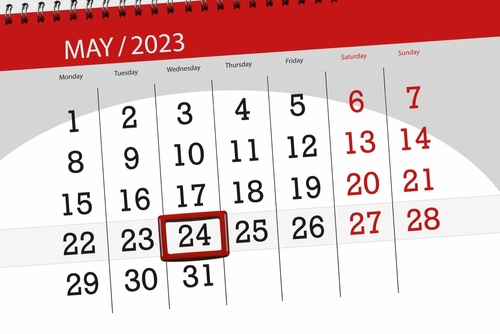 MAY / 2023
Monday Tuesday Wednesday Thursday Friday Saturday Sunday
1 2 3 4 5 6 7
8 9 10 11 12 13 14
15 16 17 18 19 20 21
22 23 24 25 26 27 28
29 30 31